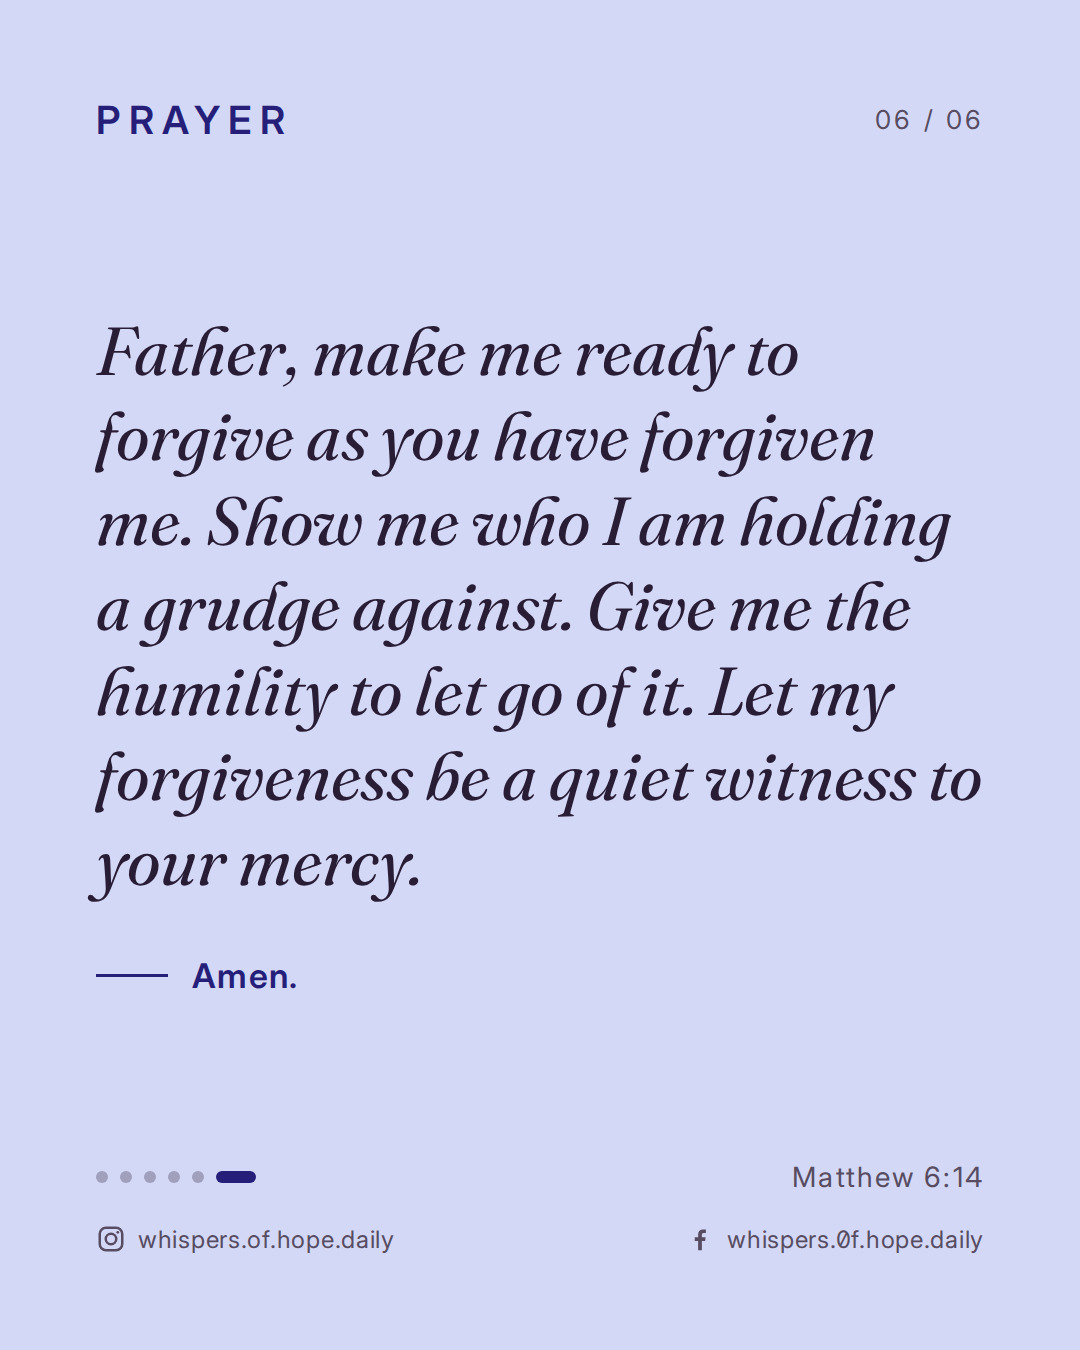 PRAYER
06 / 06
Father, make me ready to
forgive as you have forgiven
me. Show me who I am holding
a grudge against. Give me the
humility to let go of it. Let my
forgiveness be a quiet witness to
your mercy.
Amen.
Matthew 6:14
whispers.of.hope.daily
whispers.0f.hope.daily